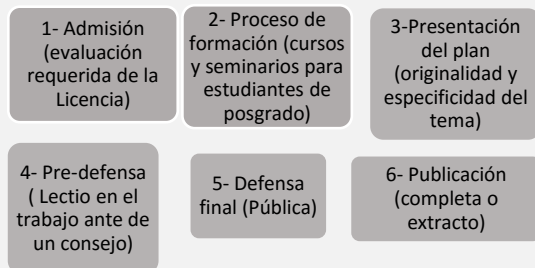 1- Admisión
(evaluación
requerida de la
Licencia)
2- Proceso de
formación (cursos
y seminarios para
estudiantes de
posgrado)
3-Presentación
del plan
(originalidad y
especificidad del
tema)
4- Pre-defensa
( Lectio en el
trabajo ante de
un consejo)
5- Defensa
final (Pública)
6- Publicación
(completa o
extracto)